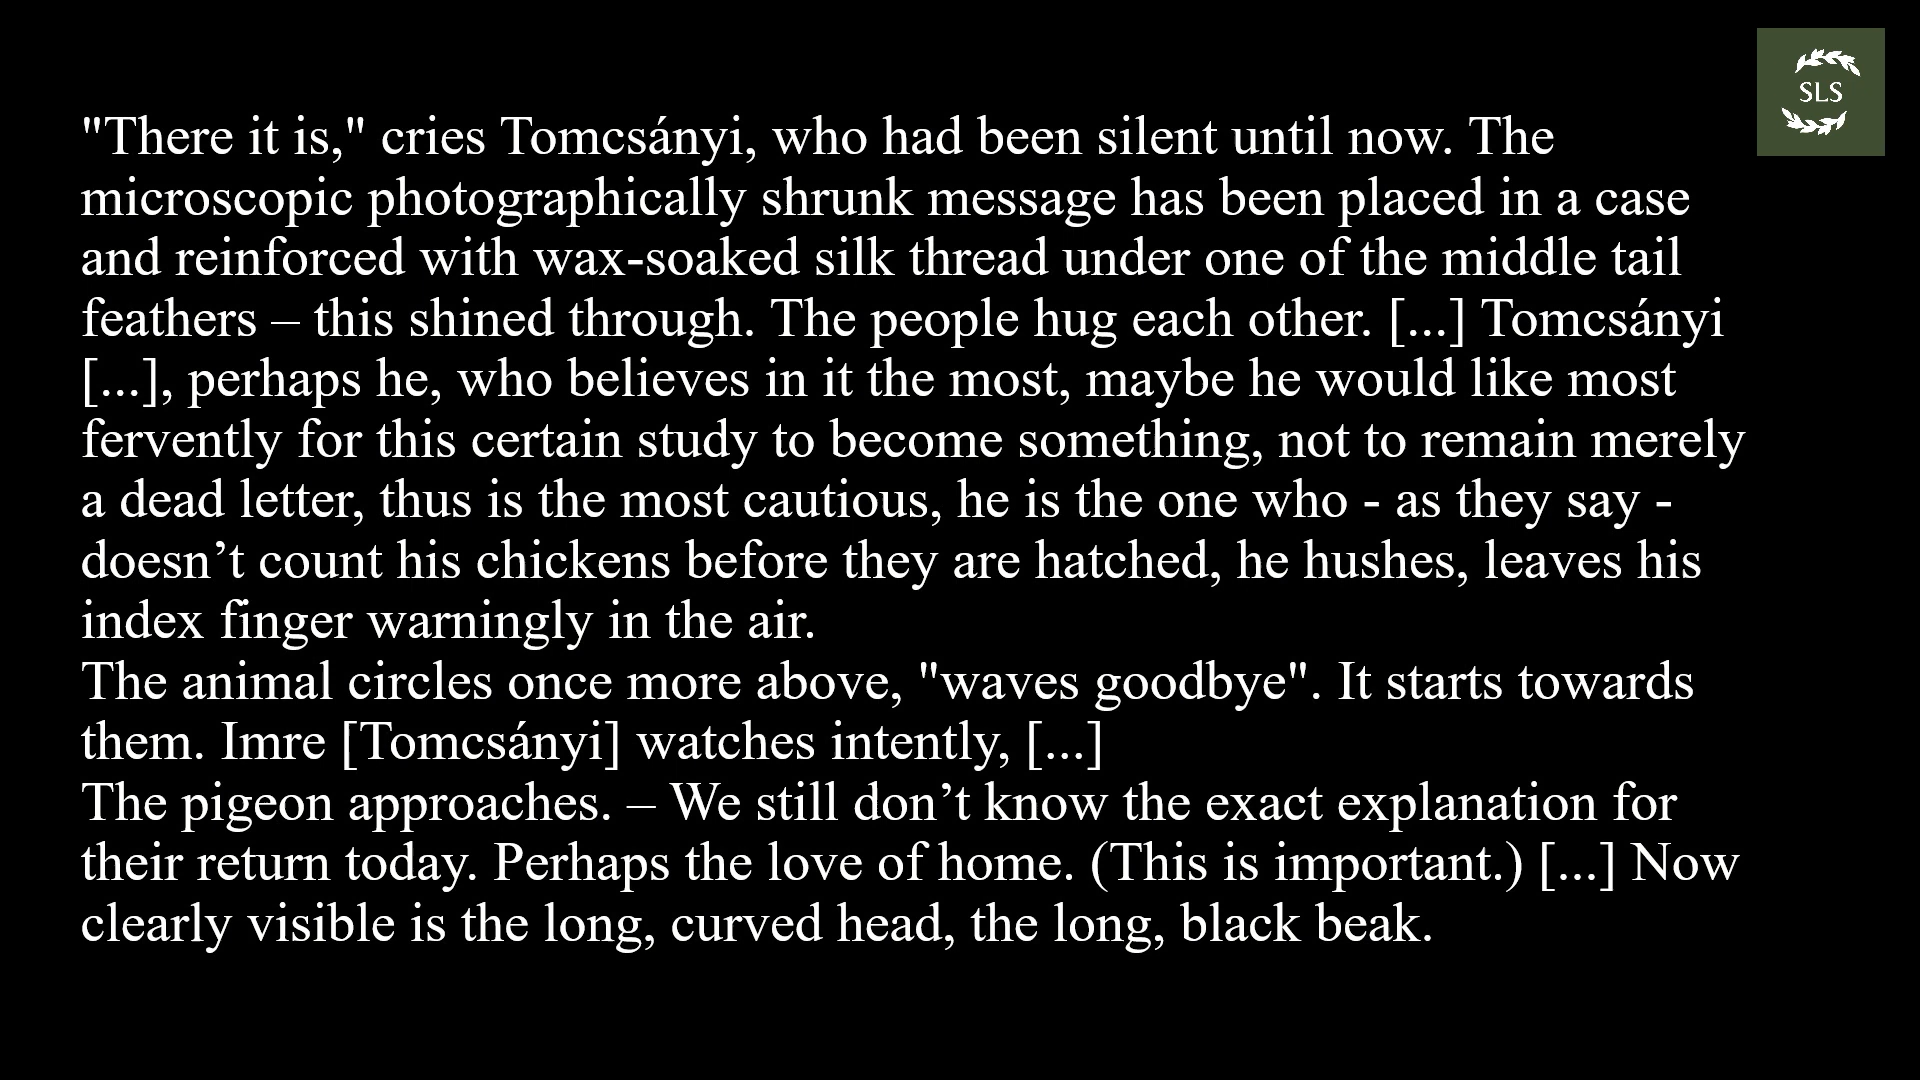 SLS
"There it is," cries Tomcsányi, who had been silent until now. The
microscopic photographically shrunk message has been placed in a case
and reinforced with wax-soaked silk thread under one of the middle tail
feathers – this shined through. The people hug each other. [...] Tomcsányi
[...], perhaps he, who believes in it the most, maybe he would like most
fervently for this certain study to become something, not to remain merely
a dead letter, thus is the most cautious, he is the one who - as they say -
doesn’t count his chickens before they are hatched, he hushes, leaves his
index finger warningly in the air.
The animal circles once more above, "waves goodbye". It starts towards
them. Imre [Tomcsányi] watches intently, [...]
The pigeon approaches. – We still don’t know the exact explanation for
their return today. Perhaps the love of home. (This is important.) [...] Now
clearly visible is the long, curved head, the long, black beak.